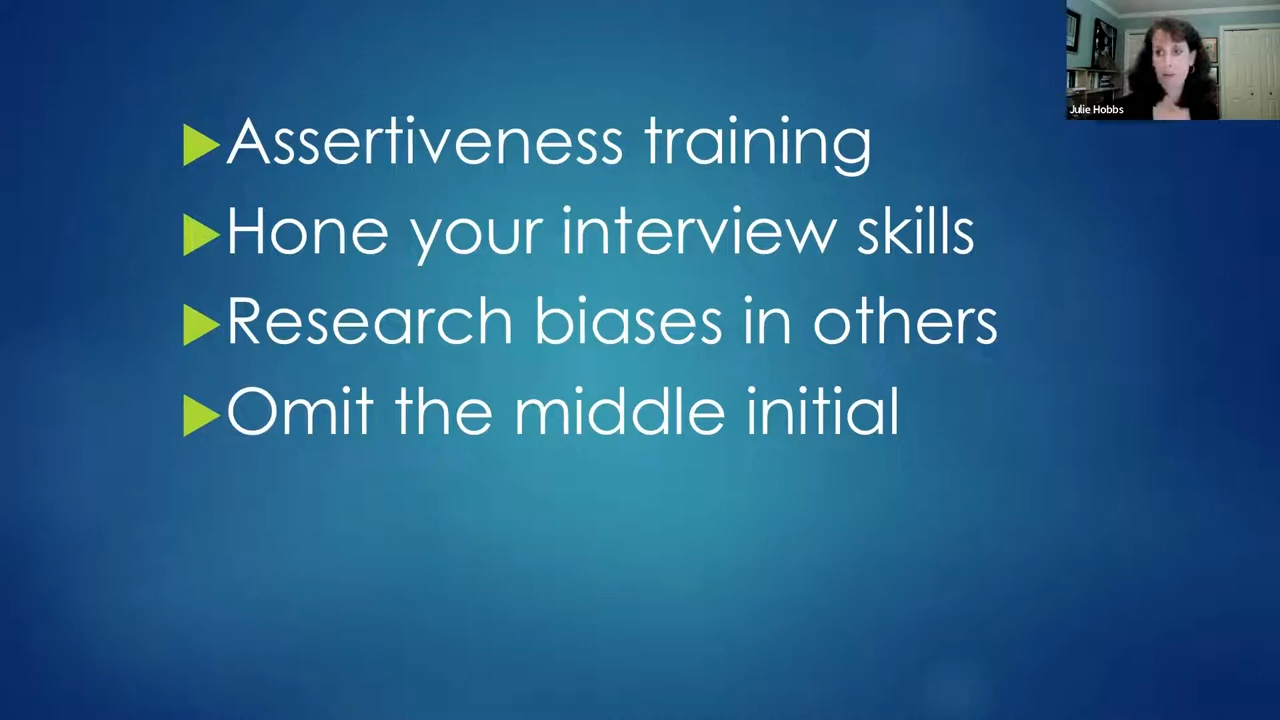 Assertiveness training
Hone your interview skills
Research biases in others
Omit the middle initial
Julie Hobbs